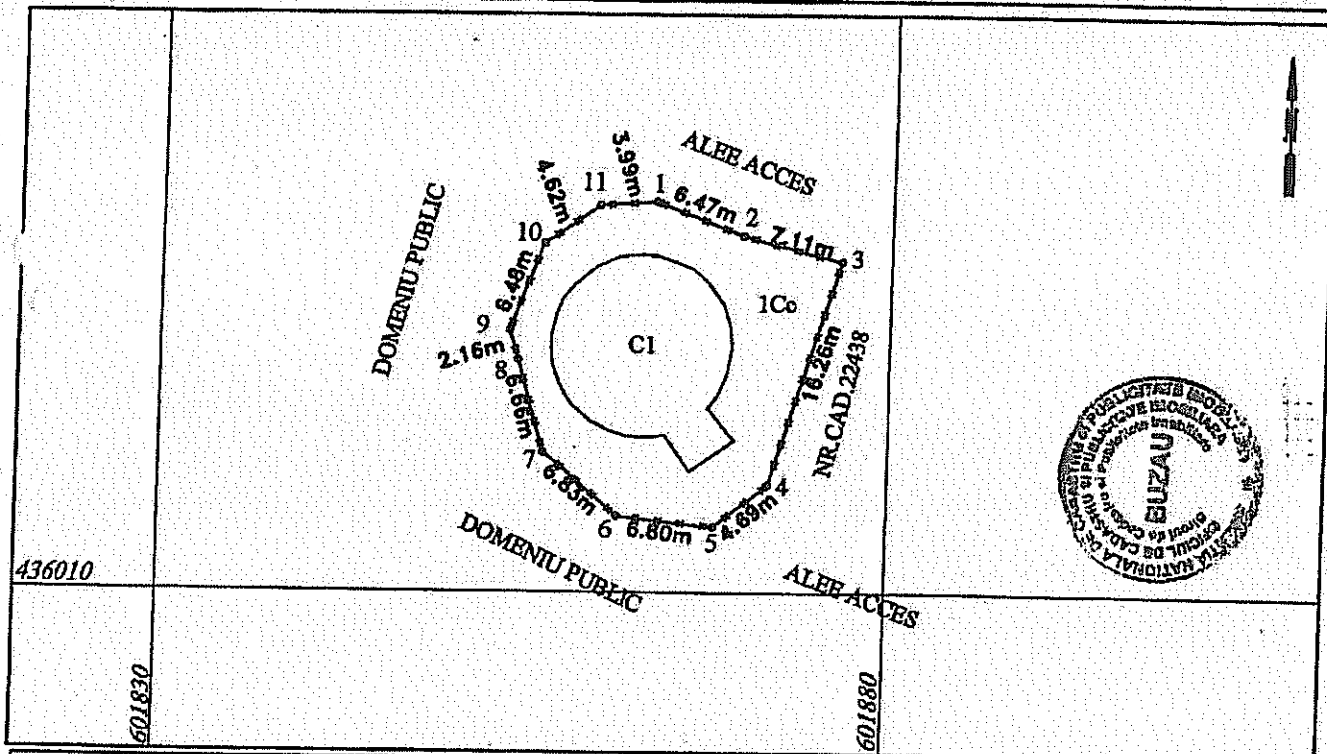 ALEE ACCES
3.99m
4.62m
11
1
6.47m
2
7.11m
3
DOMENIU PUBLIC
10
6.48m
1Cc
9
C1
2.16m
8
6.66m
16.26m
NR.CAD.22438
7
6.83m
4
4.69m
6
6.60m
5
DOMENIU PUBLIC
436010
ALEE ACCES
601830
601880
BUZAU